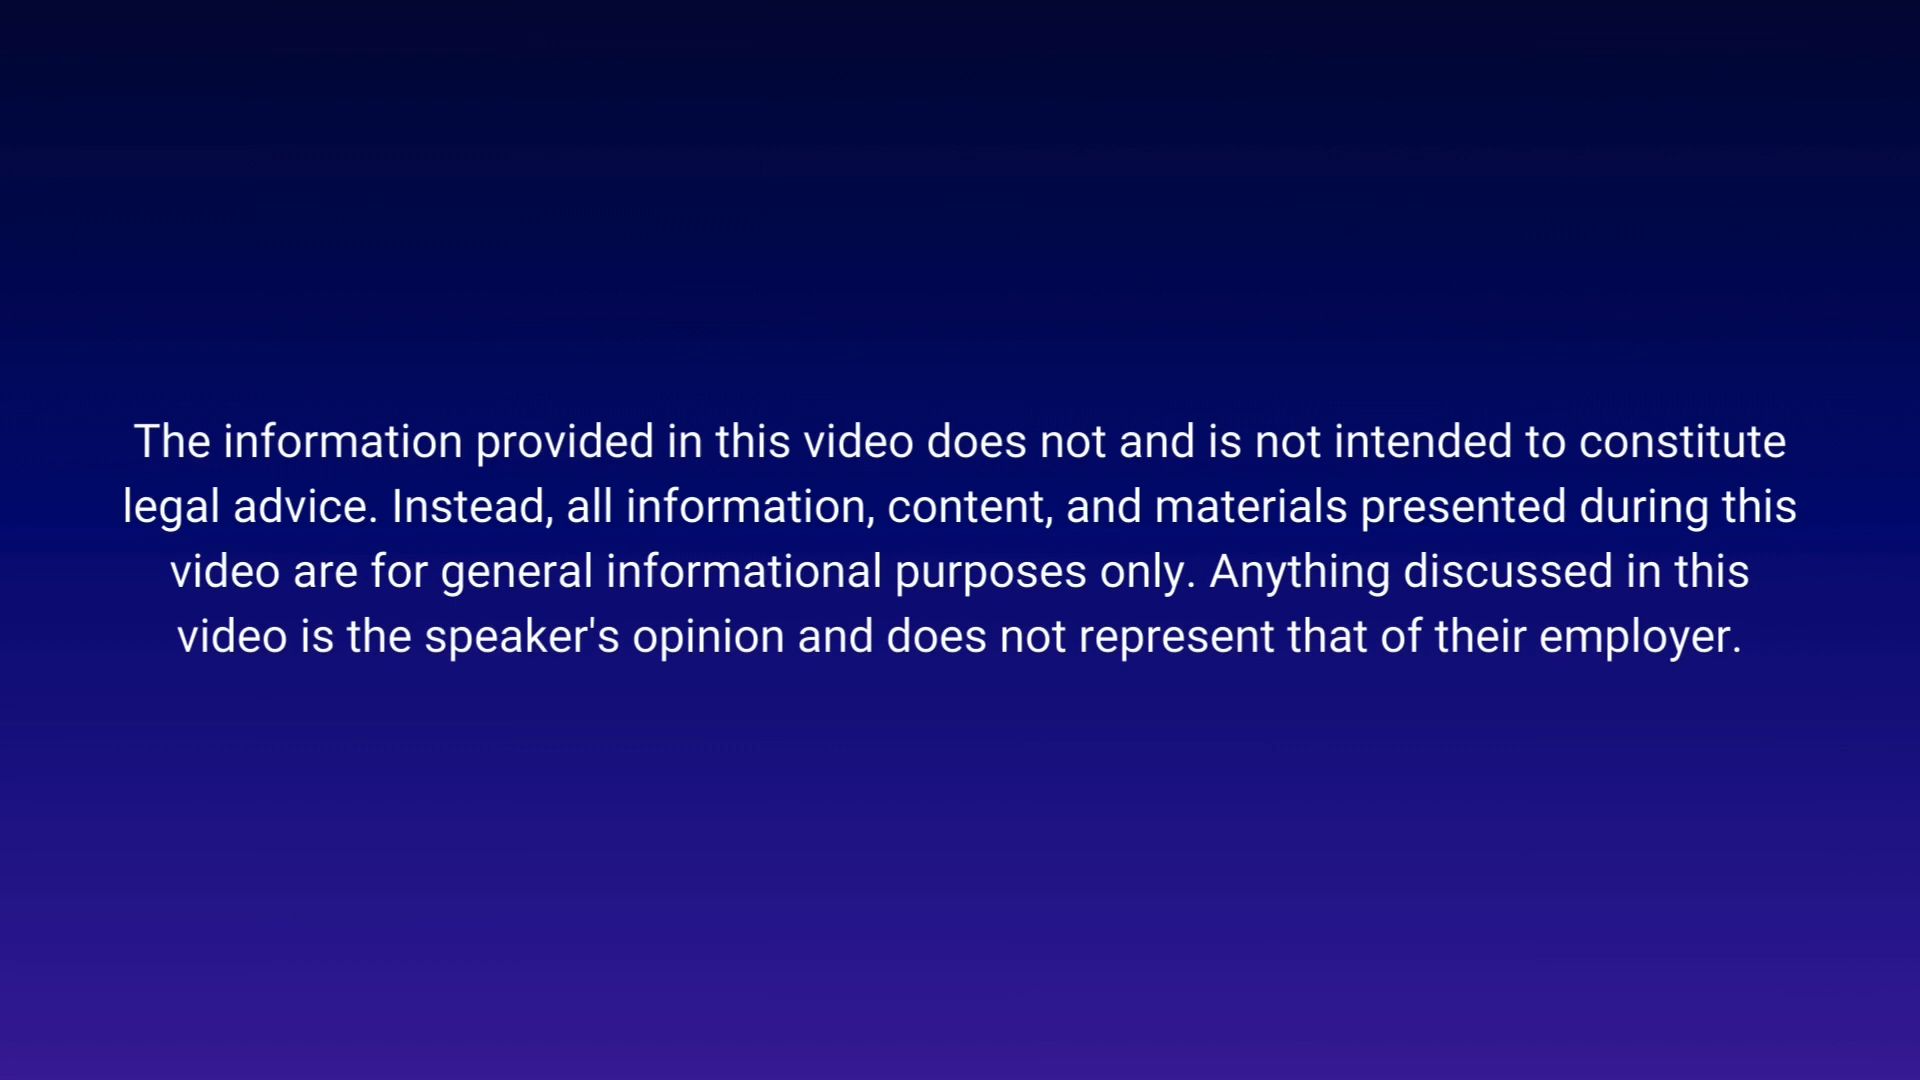 The information provided in this video does not and is not intended to constitute
legal advice. Instead, all information, content, and materials presented during this
video are for general informational purposes only. Anything discussed in this
video is the speaker's opinion and does not represent that of their employer.